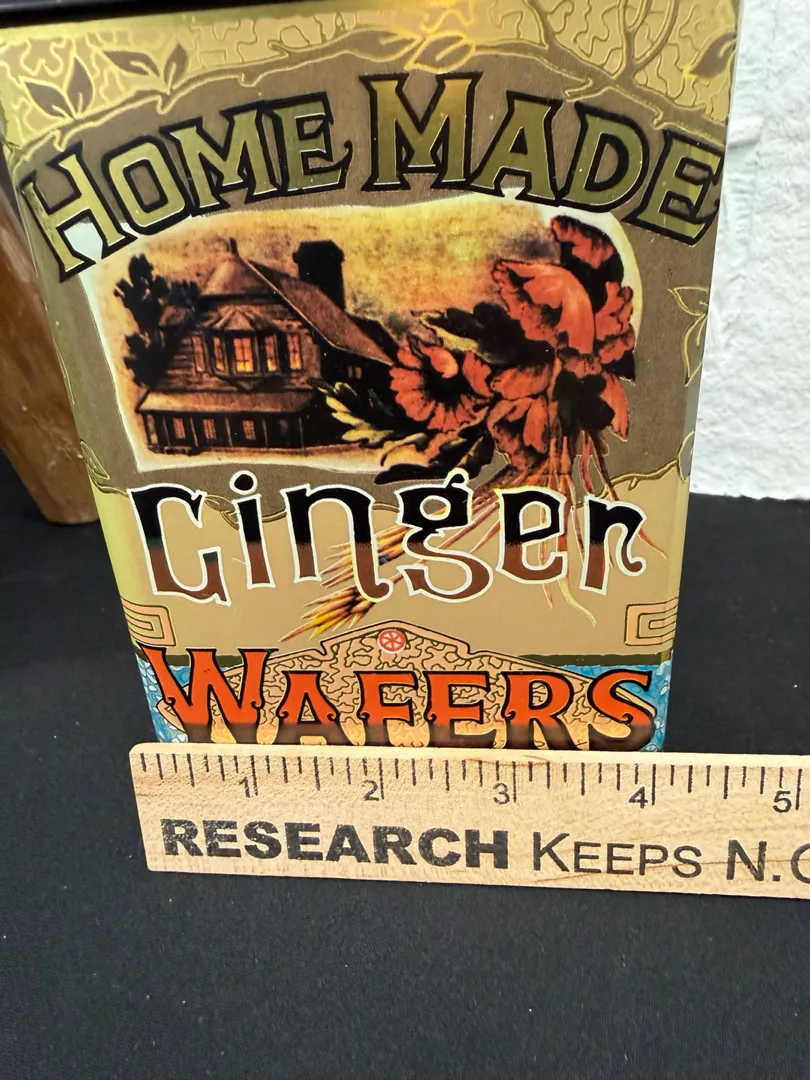 HOME MADE
Ginger
WAFERS
1 2 3 4 5
RESEARCH KEEPS N.C